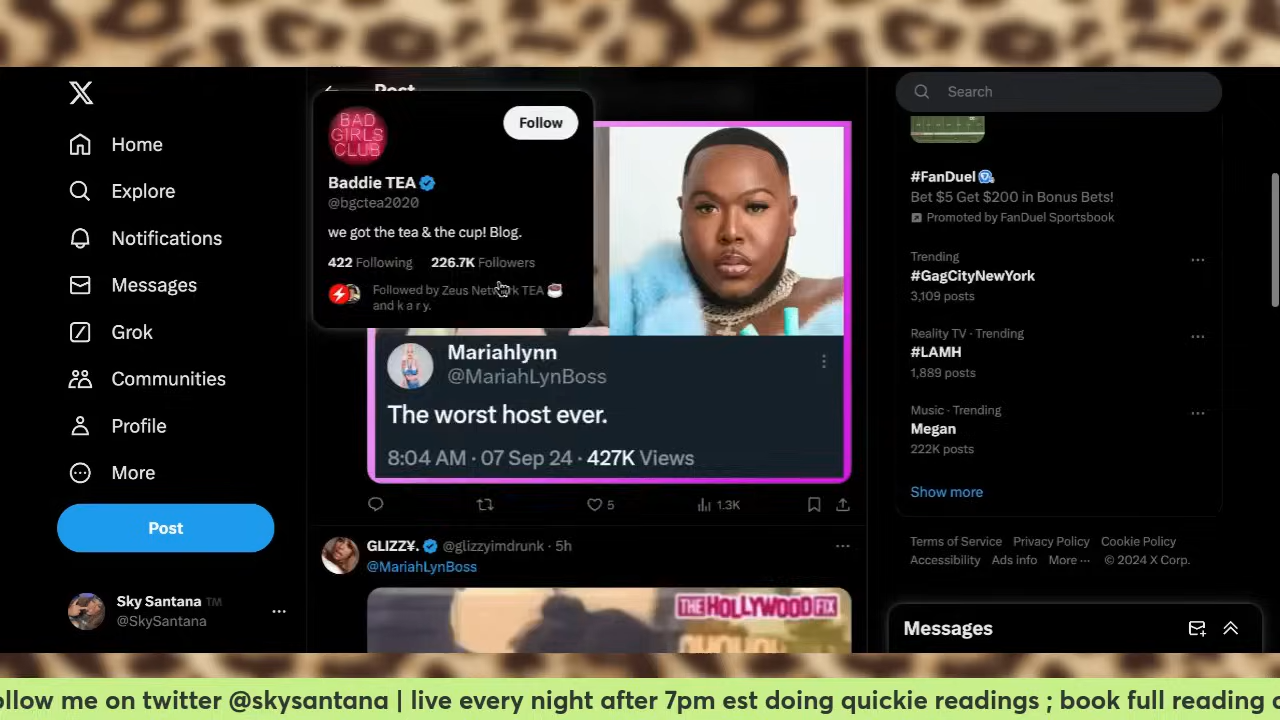 Home
Explore
Notifications
Messages
Grok
Communities
Profile
More
Post
Sky Santana TM
@SkySantana
Post
BAD
GIRLS
CLUB
Follow
Baddie TEA
@bgctea2020
we got the tea & the cup! Blog.
422 Following 226.7K Followers
Followed by Zeus Network TEA ☕
and k a r y.
Mariahlynn
@MariahLynBoss
The worst host ever.
8:04 AM · 07 Sep 24 · 427K Views
5
1.3K
GLIZZ¥. @glizzyimdrunk · 5h
@MariahLynBoss
THE HOLLYWOOD FIX
Search
#FanDuel
Bet $5 Get $200 in Bonus Bets!
Promoted by FanDuel Sportsbook
Trending
#GagCityNewYork
3,109 posts
Reality TV · Trending
#LAMH
1,889 posts
Music · Trending
Megan
222K posts
Show more
Terms of Service Privacy Policy Cookie Policy
Accessibility Ads info More ··· © 2024 X Corp.
Messages
ollow me on twitter @skysantana | live every night after 7pm est doing quickie readings ; book full reading